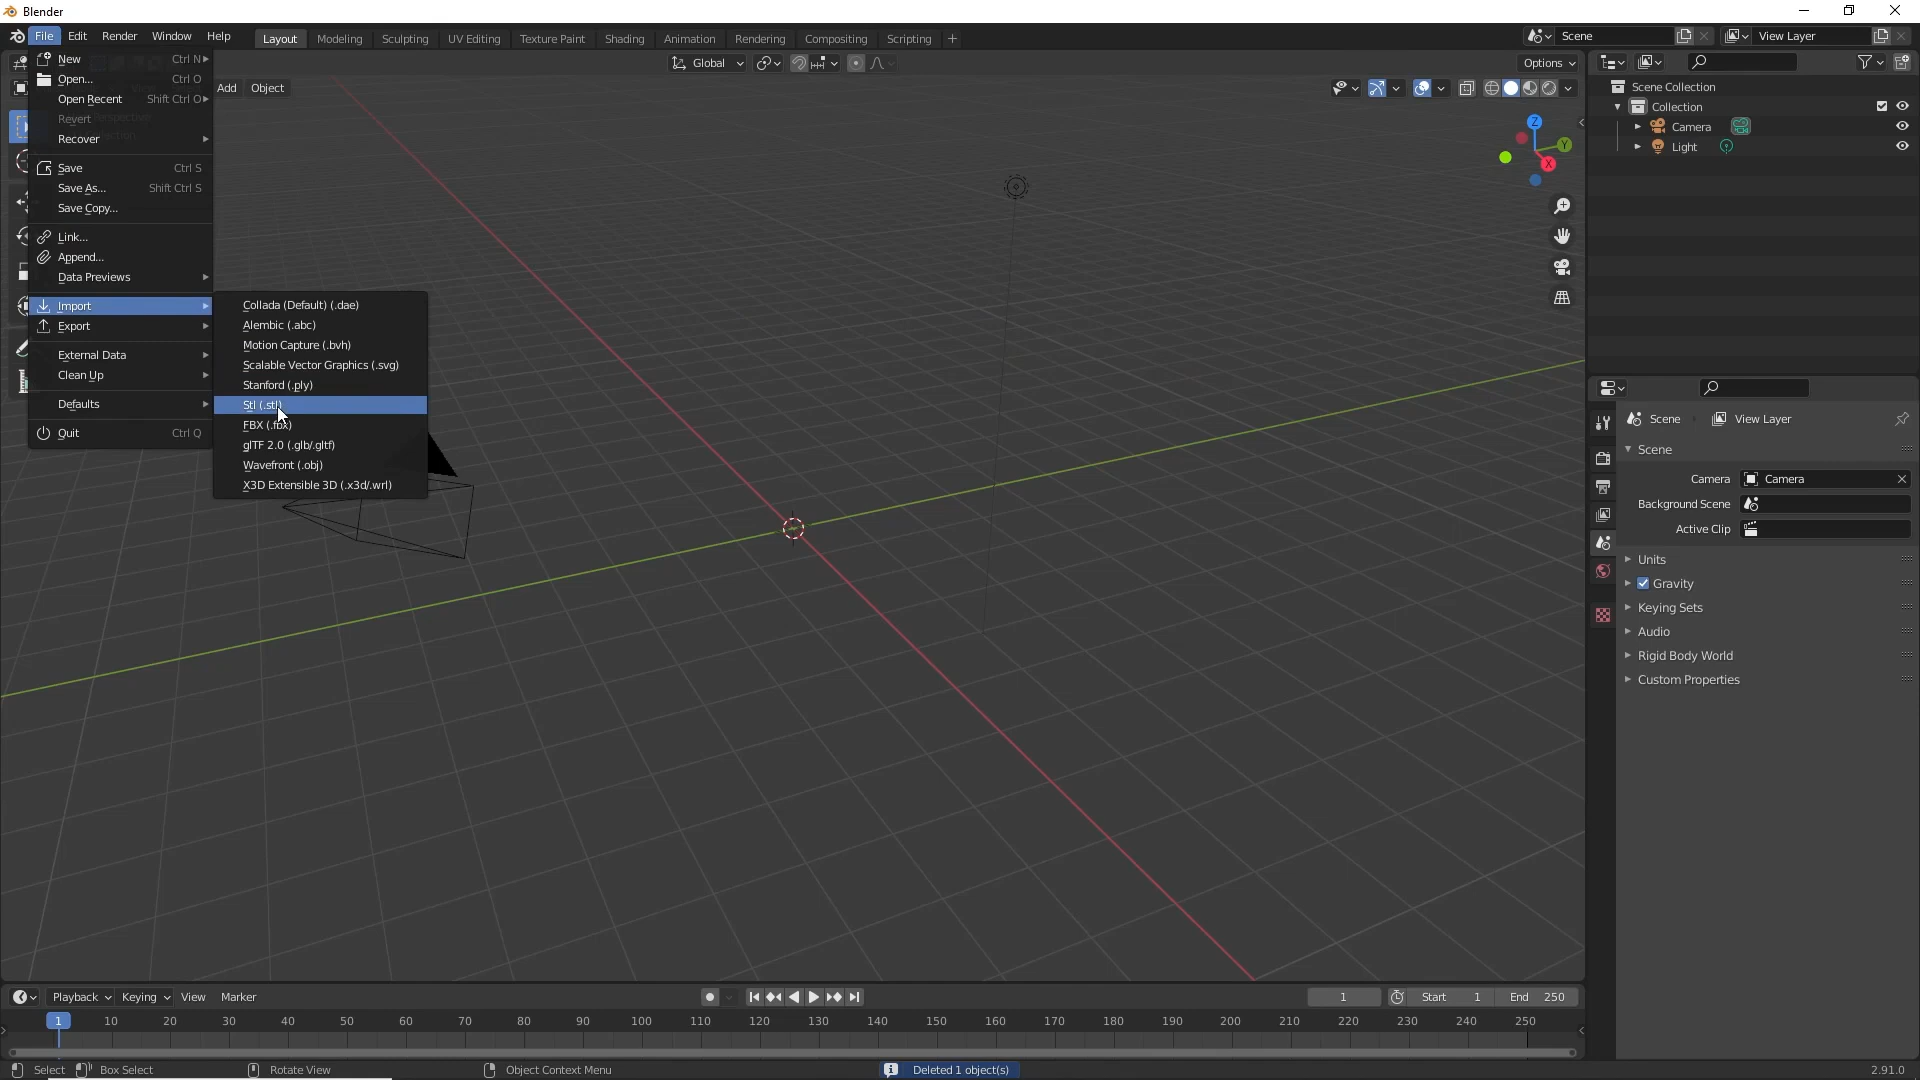 Blender
File Edit Render Window Help Layout Modeling Sculpting UV Editing Texture Paint Shading Animation Rendering Compositing Scripting + Scene View Layer
New Ctrl N
Open... Ctrl O
Open Recent Shift Ctrl O
Revert
Recover
Save Ctrl S
Save As... Shift Ctrl S
Save Copy...
Link...
Append...
Data Previews
Import
Export
External Data
Clean Up
Defaults
Quit Ctrl Q
Collada (Default) (.dae)
Alembic (.abc)
Motion Capture (.bvh)
Scalable Vector Graphics (.svg)
Stanford (.ply)
Stl (.stl)
FBX (.fbx)
glTF 2.0 (.glb/.gltf)
Wavefront (.obj)
X3D Extensible 3D (.x3d/.wrl)
Global Options
Add Object
Z
Y
X
Scene Collection
Collection
Camera
Light
Scene View Layer
Scene
Camera Camera
Background Scene
Active Clip
Units
Gravity
Keying Sets
Audio
Rigid Body World
Custom Properties
Playback Keying View Marker 1 Start 1 End 250
1 10 20 30 40 50 60 70 80 90 100 110 120 130 140 150 160 170 180 190 200 210 220 230 240 250
Select Box Select Rotate View Object Context Menu Deleted 1 object(s) 2.91.0